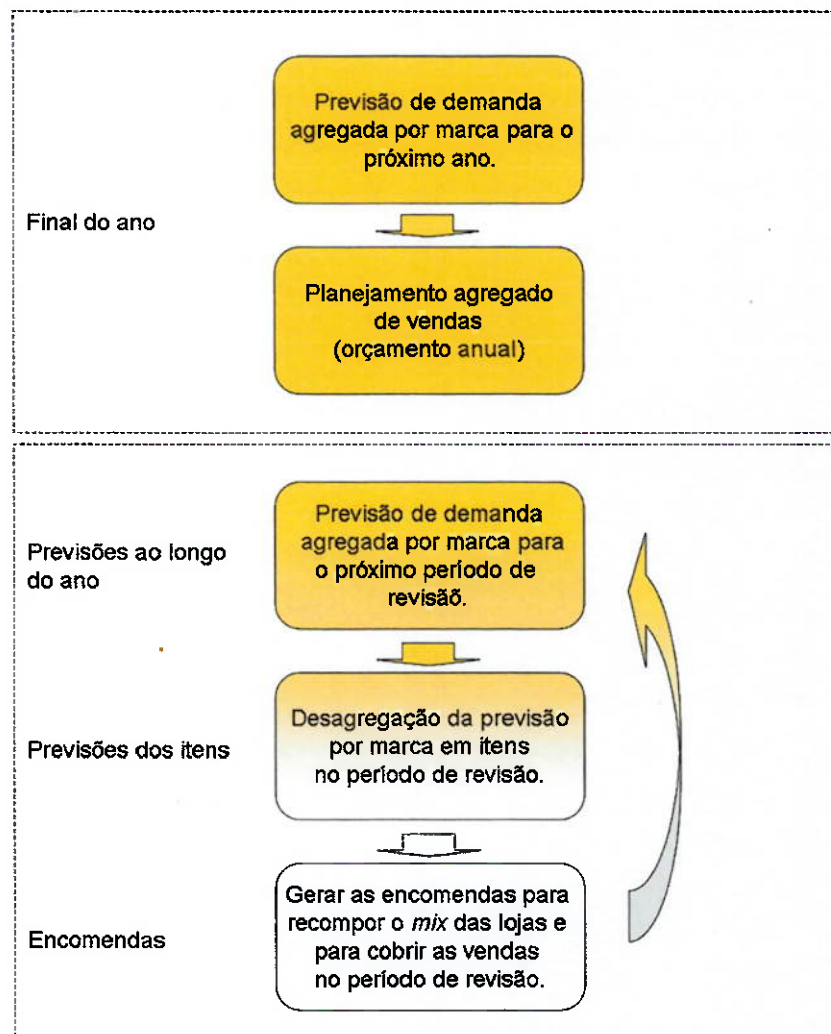 Previsão de demanda
agregada por marca para o
próximo ano.
Final do ano
Planejamento agregado
de vendas
(orçamento anual)
Previsão de demanda
agregada por marca para
o próximo período de
revisão.
Previsões ao longo
do ano
Desagregação da previsão
por marca em itens
no período de revisão.
Previsões dos itens
Gerar as encomendas para
recompor o mix das lojas e
para cobrir as vendas
no período de revisão.
Encomendas